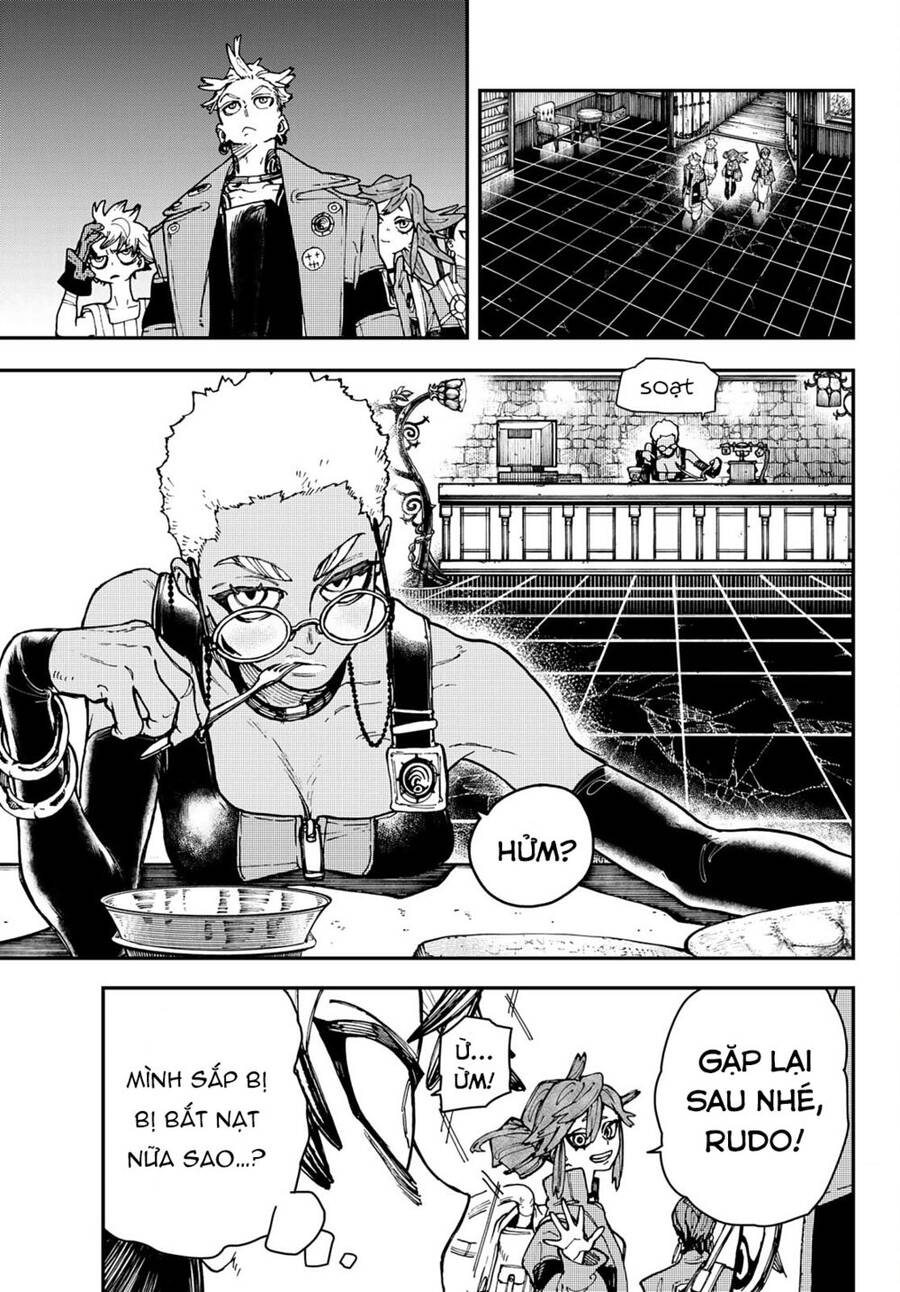 soạt
HỬM?
GẶP LẠI
SAU NHÉ,
RUDO!
Ừ...
ỪM!
MÌNH SẮP BỊ
BỊ BẮT NẠT
NỮA SAO...?